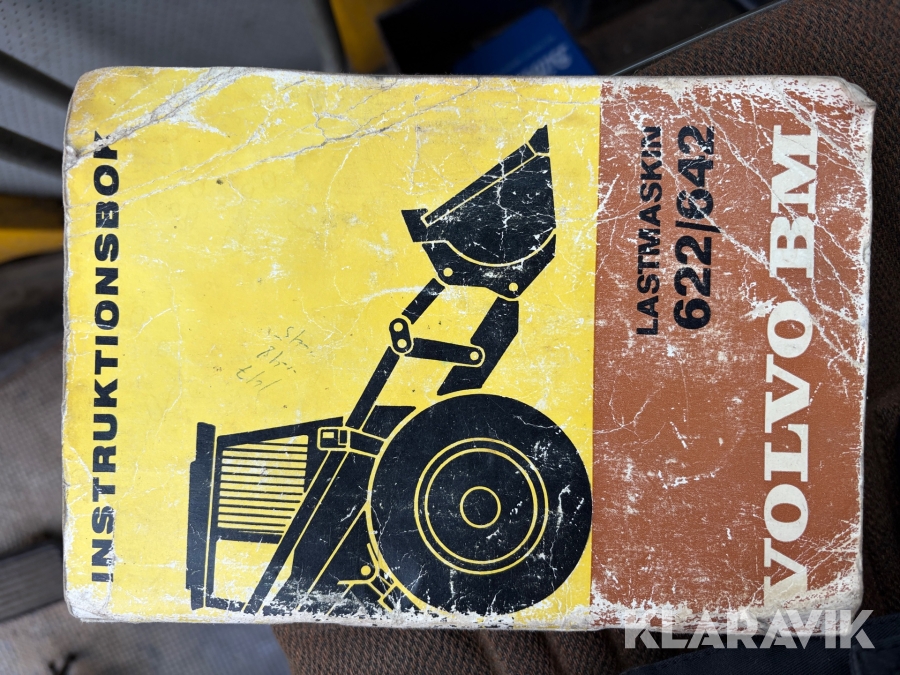 INSTRUKTIONSBOK
LASTMASKIN
622/642
VOLVO BM
KLARAVIK